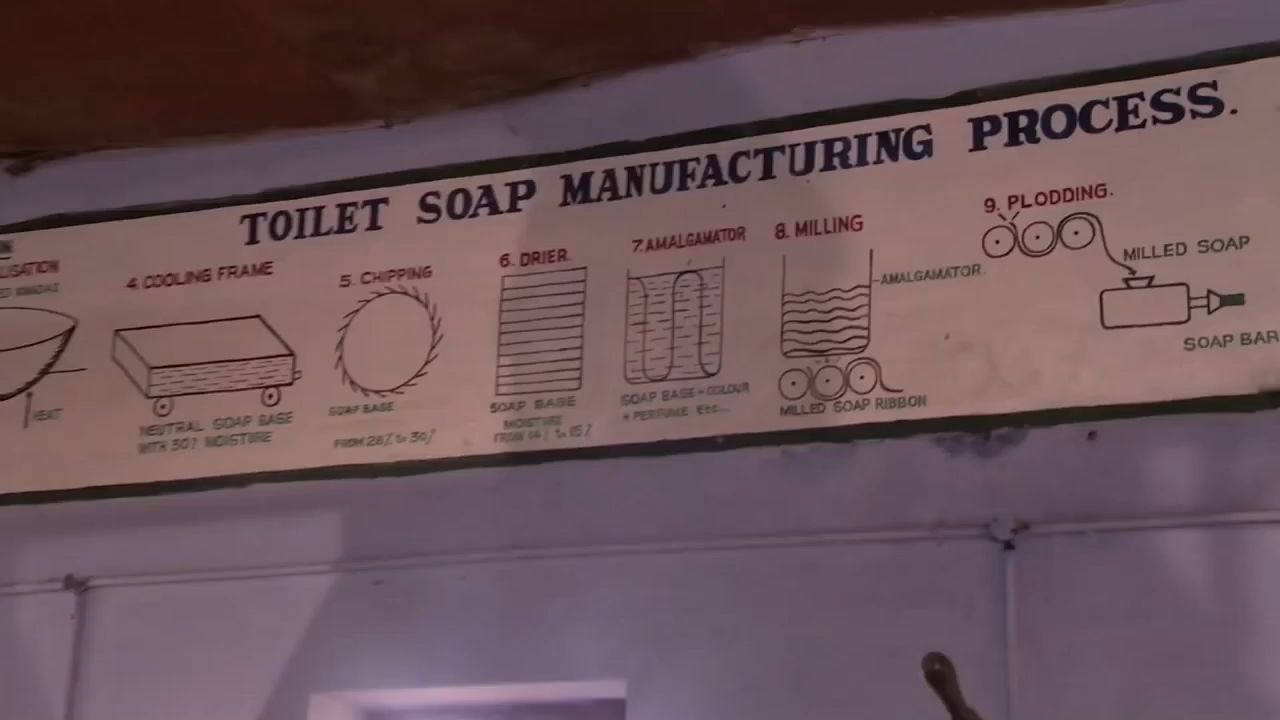 TOILET SOAP MANUFACTURING PROCESS.
LISATION
HEAT
4. COOLING FRAME
NEUTRAL SOAP BASE
WITH 30% MOISTURE
5. CHIPPING
SOAP BASE
FROM 28% to 30%
6. DRIER.
SOAP BASE
MOISTURE
FROM 14% to 15%
7. AMALGAMATOR
SOAP BASE + COLOUR
+ PERFUME Etc...
8. MILLING
AMALGAMATOR.
MILLED SOAP RIBBON
9. PLODDING.
MILLED SOAP
SOAP BAR